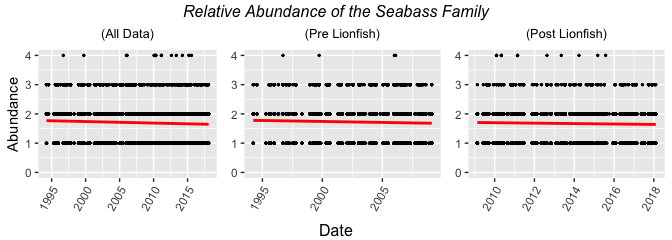 Relative Abundance of the Seabass Family
(All Data) (Pre Lionfish) (Post Lionfish)
Abundance
4 4 4
3 3 3
2 2 2
1 1 1
0 0 0
1995 2000 2005 2010 2015 1995 2000 2005 2010 2012 2014 2016 2018
Date